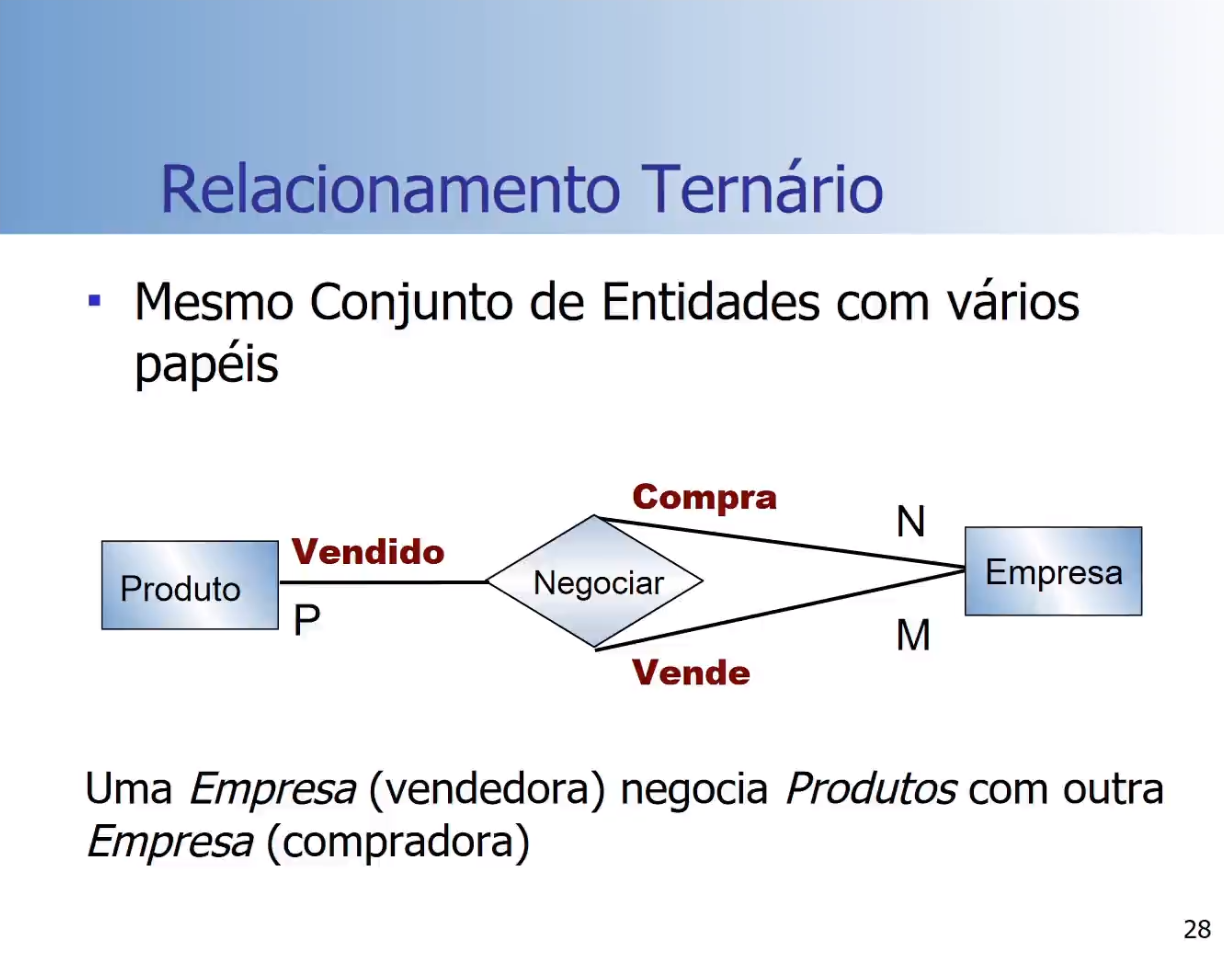 Relacionamento Ternário
▪ Mesmo Conjunto de Entidades com vários
papéis
Compra
N
Vendido
Produto
Negociar
Empresa
P
M
Vende
Uma Empresa (vendedora) negocia Produtos com outra
Empresa (compradora)
28